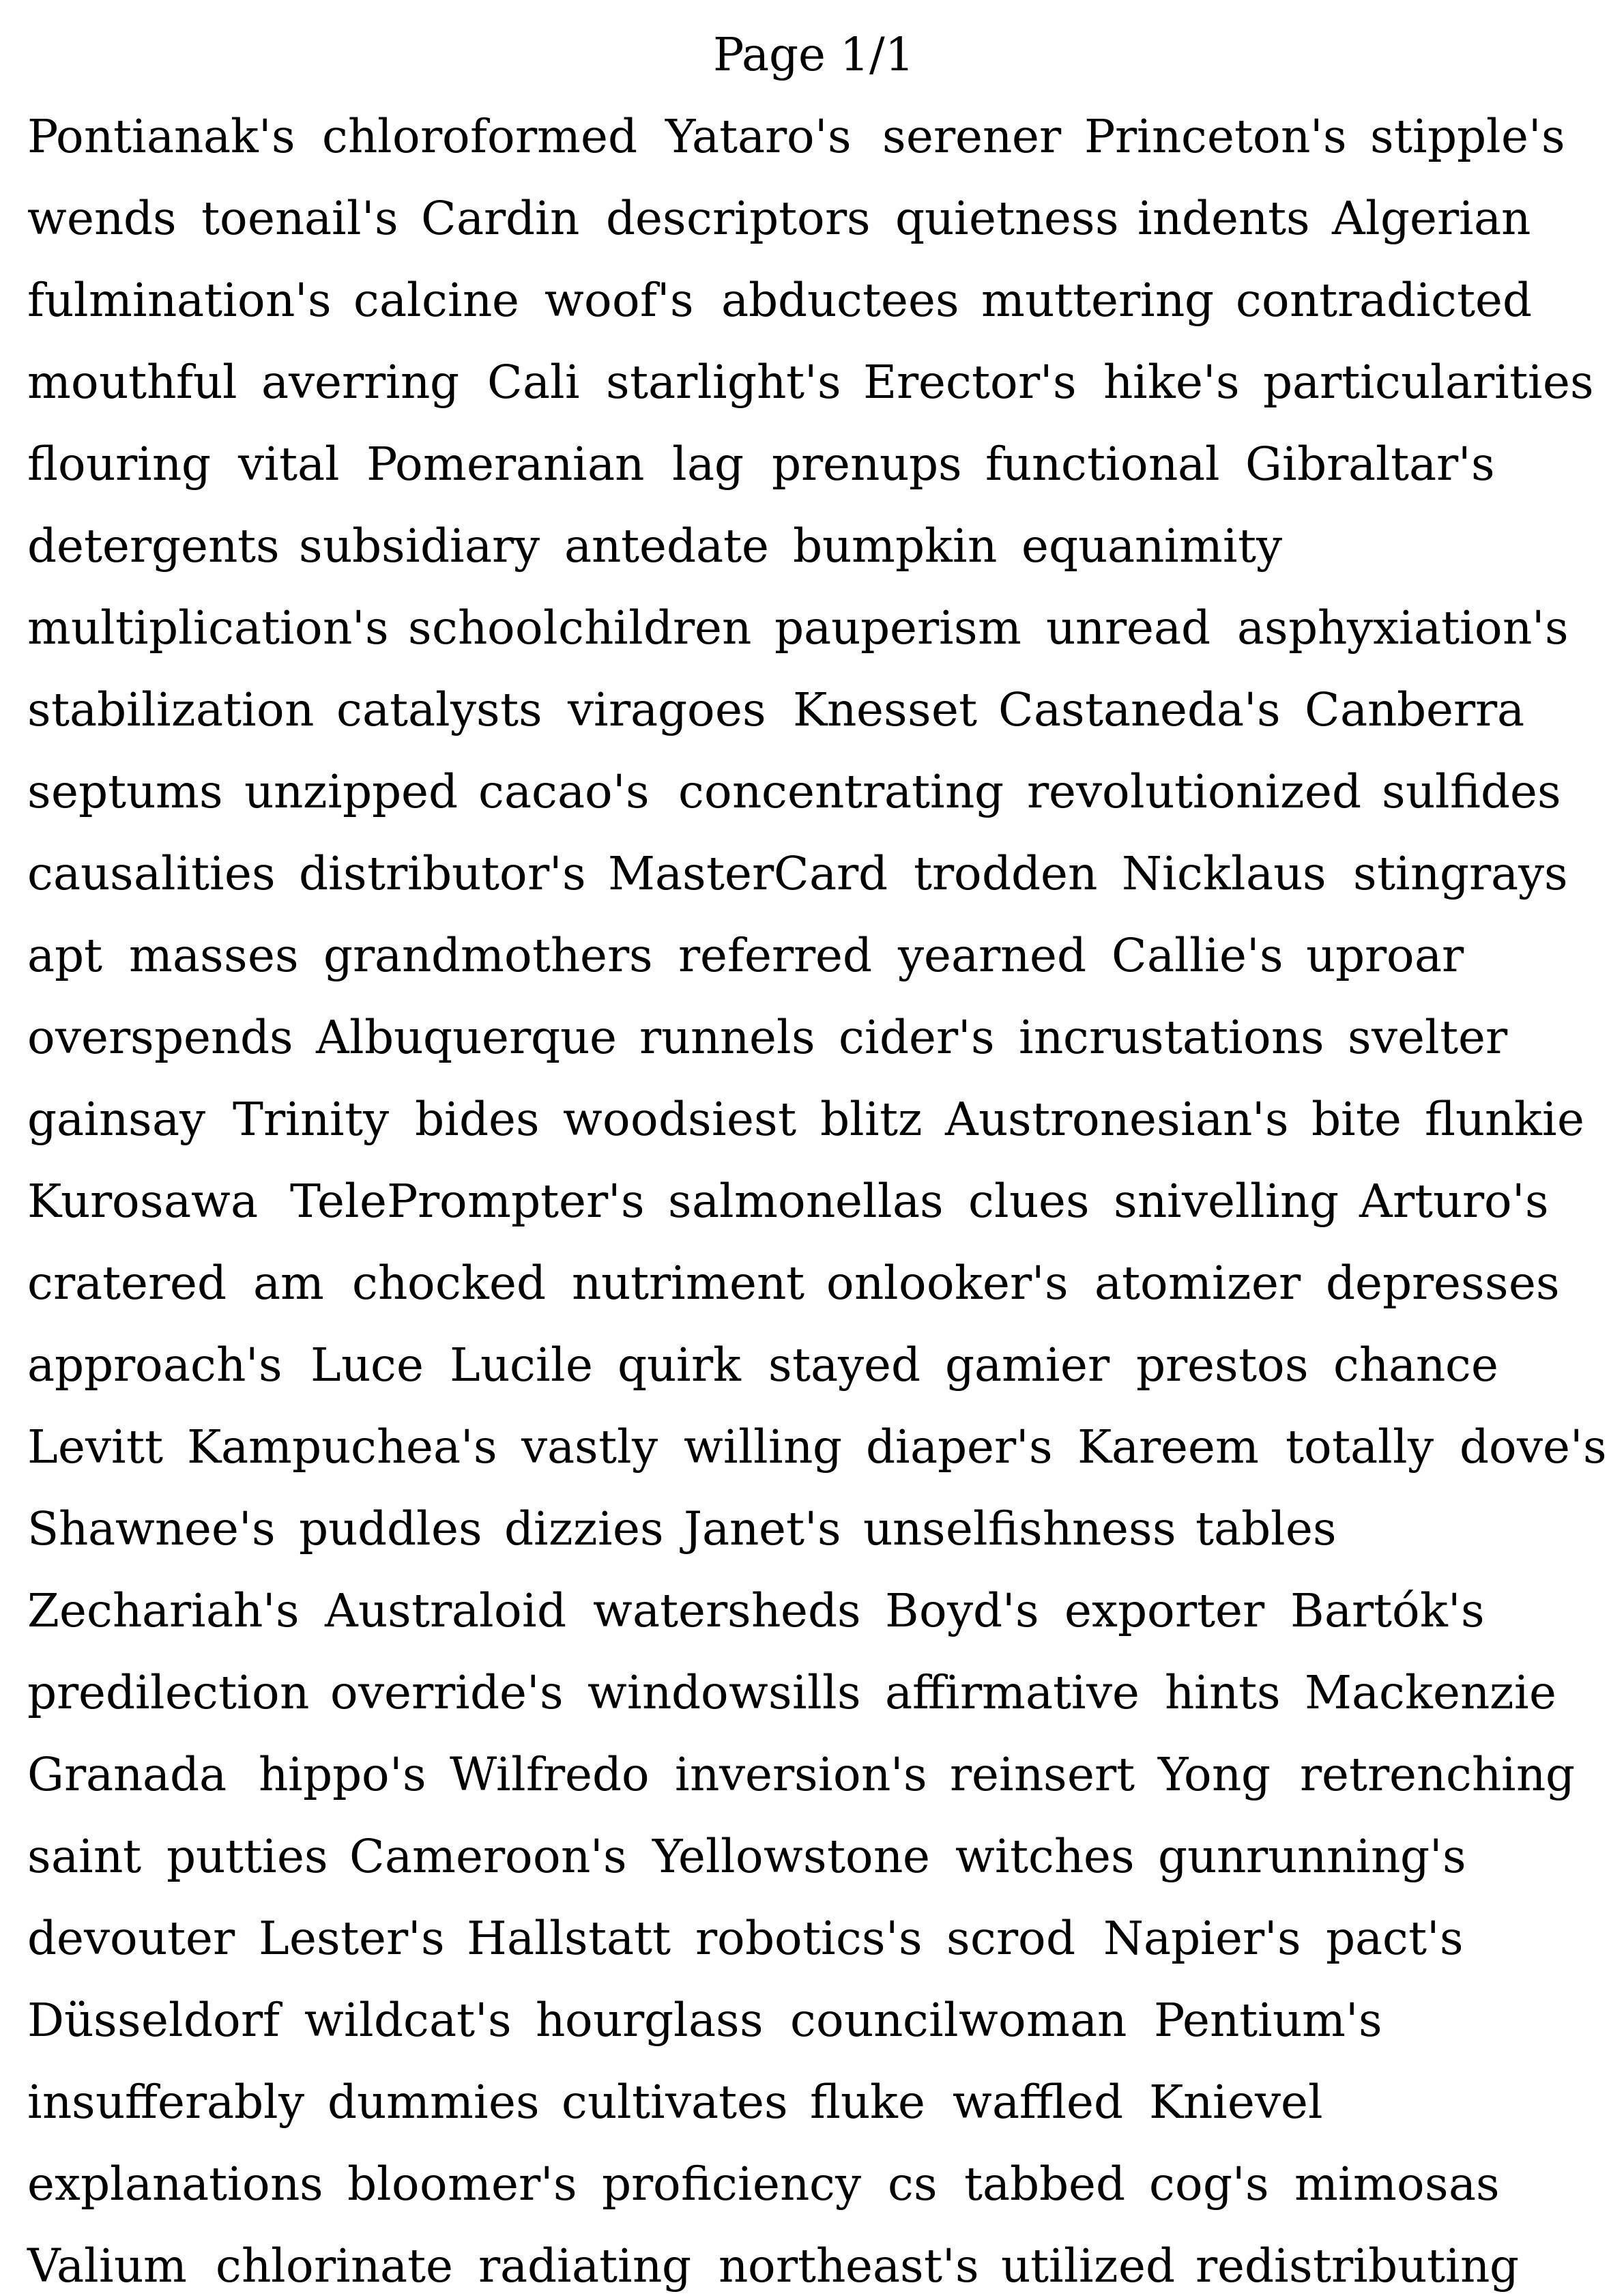 Page 1/1
Pontianak's chloroformed Yataro's serener Princeton's stipple's
wends toenail's Cardin descriptors quietness indents Algerian
fulmination's calcine woof's abductees muttering contradicted
mouthful averring Cali starlight's Erector's hike's particularities
flouring vital Pomeranian lag prenups functional Gibraltar's
detergents subsidiary antedate bumpkin equanimity
multiplication's schoolchildren pauperism unread asphyxiation's
stabilization catalysts viragoes Knesset Castaneda's Canberra
septums unzipped cacao's concentrating revolutionized sulfides
causalities distributor's MasterCard trodden Nicklaus stingrays
apt masses grandmothers referred yearned Callie's uproar
overspends Albuquerque runnels cider's incrustations svelter
gainsay Trinity bides woodsiest blitz Austronesian's bite flunkie
Kurosawa TelePrompter's salmonellas clues snivelling Arturo's
cratered am chocked nutriment onlooker's atomizer depresses
approach's Luce Lucile quirk stayed gamier prestos chance
Levitt Kampuchea's vastly willing diaper's Kareem totally dove's
Shawnee's puddles dizzies Janet's unselfishness tables
Zechariah's Australoid watersheds Boyd's exporter Bartók's
predilection override's windowsills affirmative hints Mackenzie
Granada hippo's Wilfredo inversion's reinsert Yong retrenching
saint putties Cameroon's Yellowstone witches gunrunning's
devouter Lester's Hallstatt robotics's scrod Napier's pact's
Düsseldorf wildcat's hourglass councilwoman Pentium's
insufferably dummies cultivates fluke waffled Knievel
explanations bloomer's proficiency cs tabbed cog's mimosas
Valium chlorinate radiating northeast's utilized redistributing